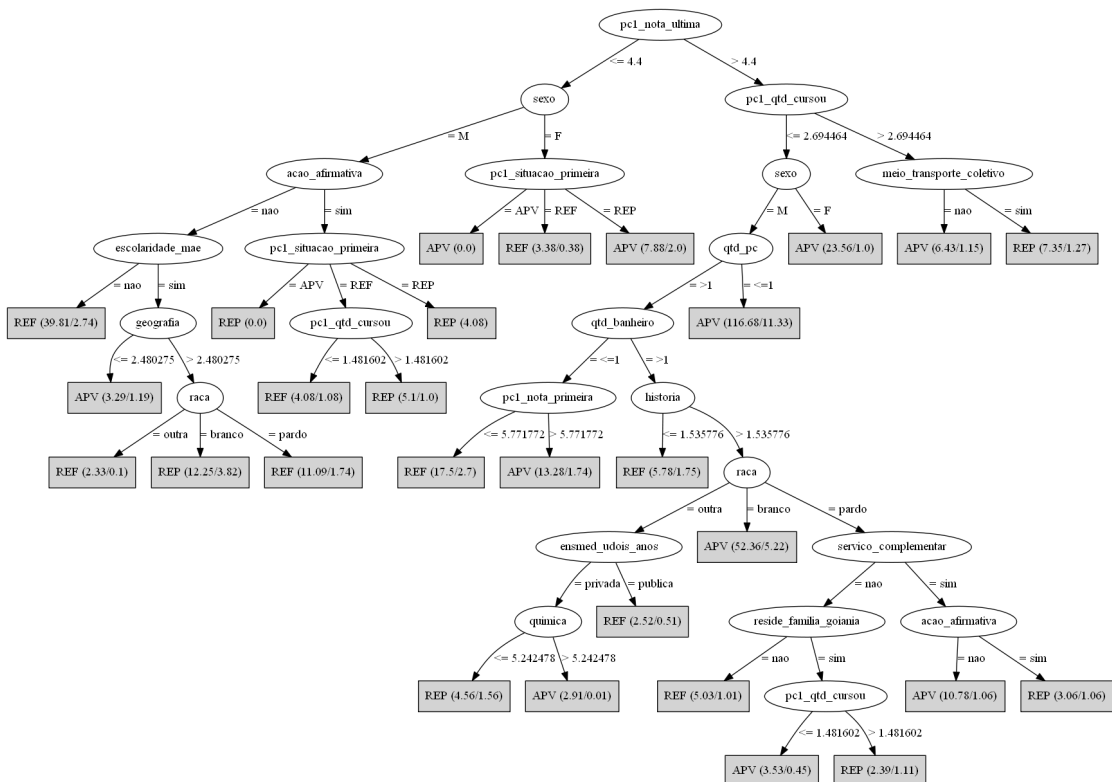 pc1_nota_ultima
<= 4.4
> 4.4
sexo
pc1_qtd_cursou
= M
= F
<= 2.694464
> 2.694464
acao_afirmativa
pc1_situacao_primeira
sexo
meio_transporte_coletivo
= nao
= sim
= APV
= REF
= REP
= M
= F
= nao
= sim
escolaridade_mae
pc1_situacao_primeira
APV (0.0)
REF (3.38/0.38)
APV (7.88/2.0)
qtd_pc
APV (23.56/1.0)
APV (6.43/1.15)
REP (7.35/1.27)
= nao
= sim
= APV
= REF
= REP
= >1
= <=1
REF (39.81/2.74)
geografia
REP (0.0)
pc1_qtd_cursou
REP (4.08)
qtd_banheiro
APV (116.68/11.33)
<= 2.480275
> 2.480275
<= 1.481602
> 1.481602
= <=1
= >1
APV (3.29/1.19)
raca
REF (4.08/1.08)
REP (5.1/1.0)
pc1_nota_primeira
historia
= outra
= branco
= pardo
<= 5.771772
> 5.771772
<= 1.535776
> 1.535776
REF (2.33/0.1)
REP (12.25/3.82)
REF (11.09/1.74)
REF (17.5/2.7)
APV (13.28/1.74)
REF (5.78/1.75)
raca
= outra
= branco
= pardo
ensmed_udois_anos
APV (52.36/5.22)
servico_complementar
= privada
= publica
= nao
= sim
quimica
REF (2.52/0.51)
reside_familia_goiania
acao_afirmativa
<= 5.242478
> 5.242478
= nao
= sim
= nao
= sim
REP (4.56/1.56)
APV (2.91/0.01)
REF (5.03/1.01)
pc1_qtd_cursou
APV (10.78/1.06)
REP (3.06/1.06)
<= 1.481602
> 1.481602
APV (3.53/0.45)
REP (2.39/1.11)